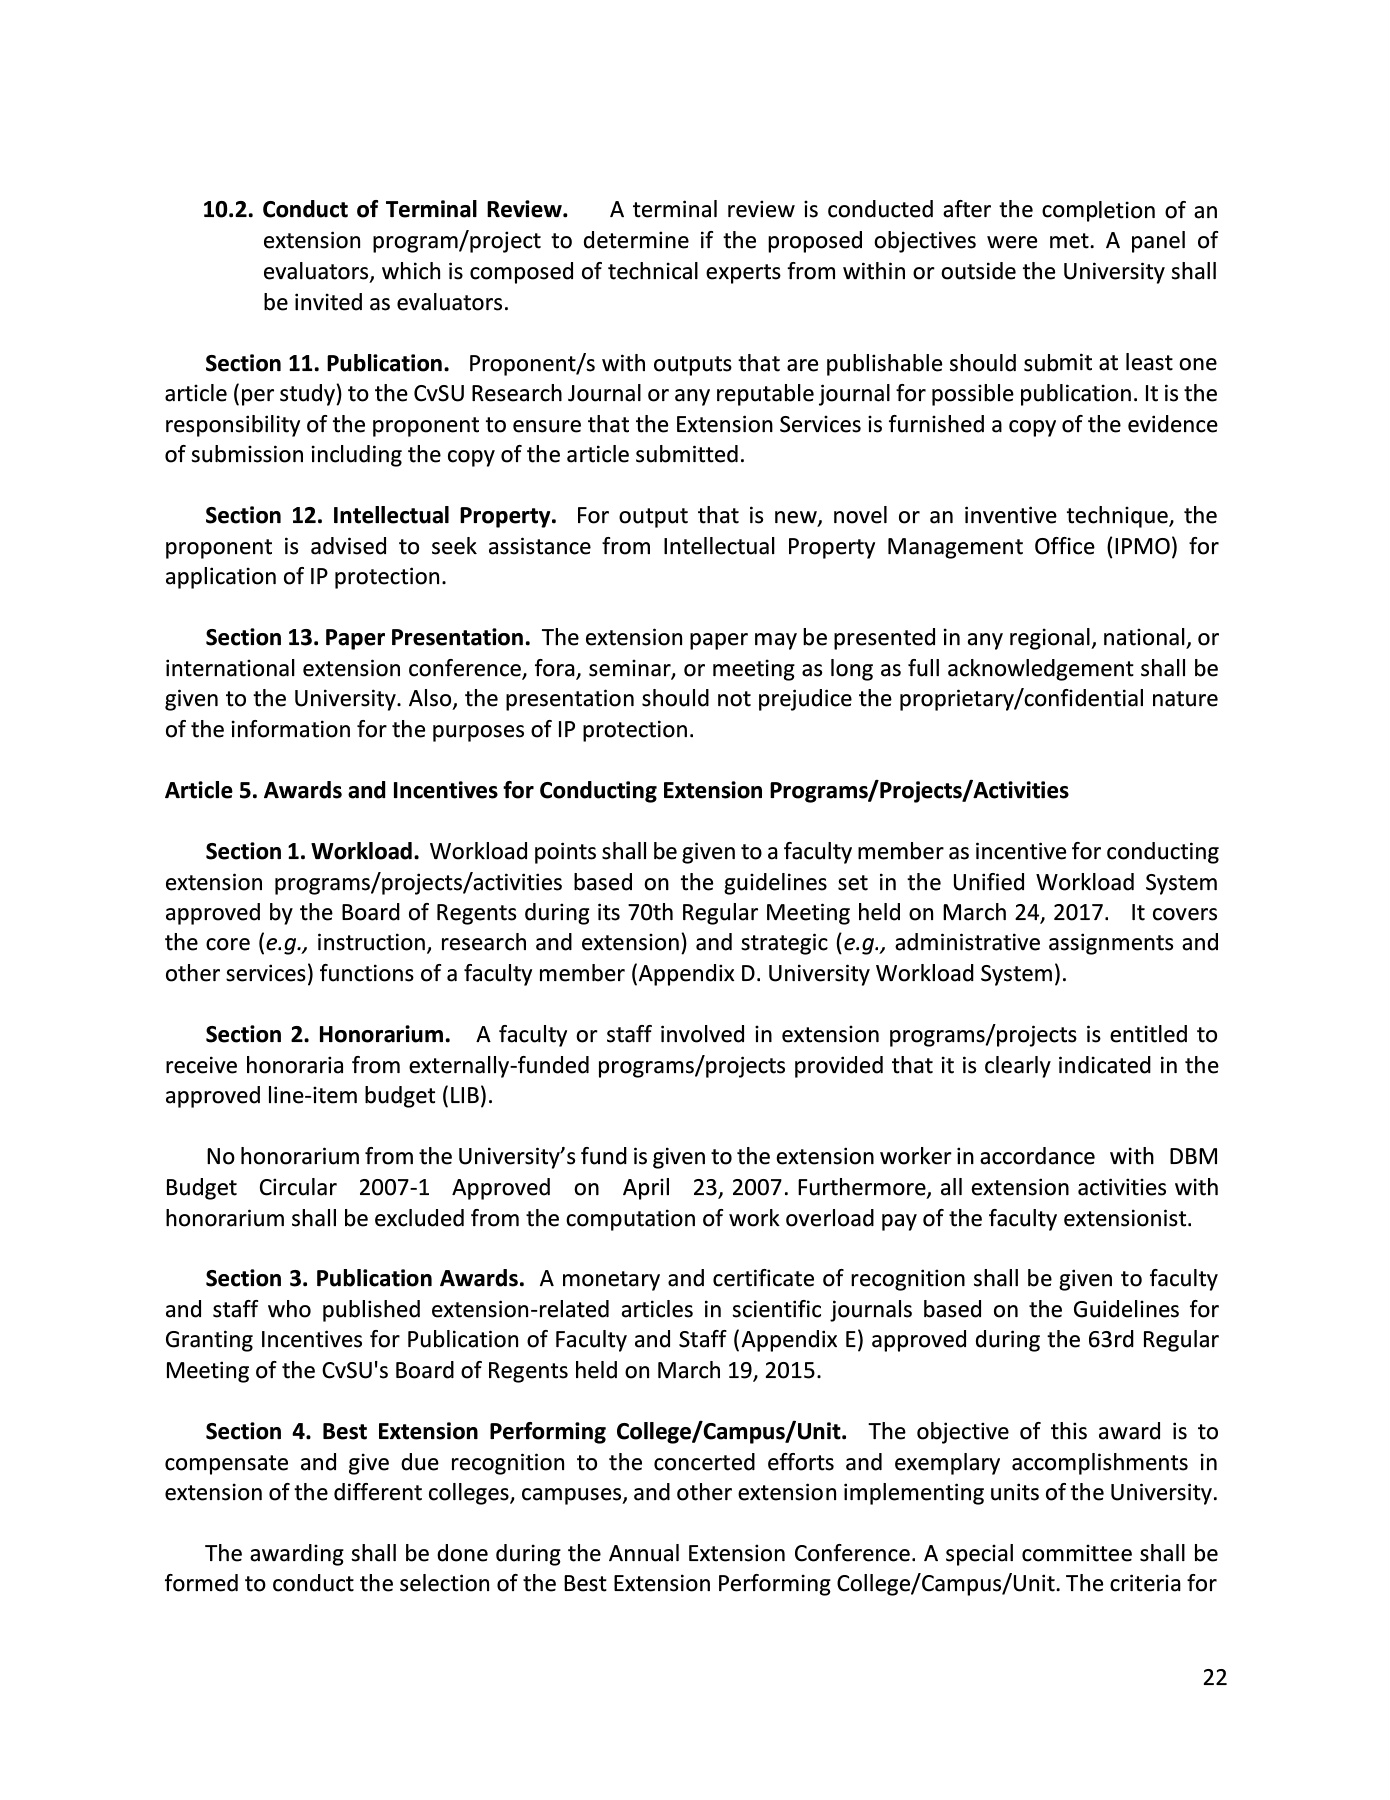 10.2. Conduct of Terminal Review. A terminal review is conducted after the completion of an
extension program/project to determine if the proposed objectives were met. A panel of
evaluators, which is composed of technical experts from within or outside the University shall
be invited as evaluators.
Section 11. Publication. Proponent/s with outputs that are publishable should submit at least one
article (per study) to the CvSU Research Journal or any reputable journal for possible publication. It is the
responsibility of the proponent to ensure that the Extension Services is furnished a copy of the evidence
of submission including the copy of the article submitted.
Section 12. Intellectual Property. For output that is new, novel or an inventive technique, the
proponent is advised to seek assistance from Intellectual Property Management Office (IPMO) for
application of IP protection.
Section 13. Paper Presentation. The extension paper may be presented in any regional, national, or
international extension conference, fora, seminar, or meeting as long as full acknowledgement shall be
given to the University. Also, the presentation should not prejudice the proprietary/confidential nature
of the information for the purposes of IP protection.
Article 5. Awards and Incentives for Conducting Extension Programs/Projects/Activities
Section 1. Workload. Workload points shall be given to a faculty member as incentive for conducting
extension programs/projects/activities based on the guidelines set in the Unified Workload System
approved by the Board of Regents during its 70th Regular Meeting held on March 24, 2017. It covers
the core (e.g., instruction, research and extension) and strategic (e.g., administrative assignments and
other services) functions of a faculty member (Appendix D. University Workload System).
Section 2. Honorarium. A faculty or staff involved in extension programs/projects is entitled to
receive honoraria from externally-funded programs/projects provided that it is clearly indicated in the
approved line-item budget (LIB).
No honorarium from the University’s fund is given to the extension worker in accordance with DBM
Budget Circular 2007-1 Approved on April 23, 2007. Furthermore, all extension activities with
honorarium shall be excluded from the computation of work overload pay of the faculty extensionist.
Section 3. Publication Awards. A monetary and certificate of recognition shall be given to faculty
and staff who published extension-related articles in scientific journals based on the Guidelines for
Granting Incentives for Publication of Faculty and Staff (Appendix E) approved during the 63rd Regular
Meeting of the CvSU's Board of Regents held on March 19, 2015.
Section 4. Best Extension Performing College/Campus/Unit. The objective of this award is to
compensate and give due recognition to the concerted efforts and exemplary accomplishments in
extension of the different colleges, campuses, and other extension implementing units of the University.
The awarding shall be done during the Annual Extension Conference. A special committee shall be
formed to conduct the selection of the Best Extension Performing College/Campus/Unit. The criteria for
22